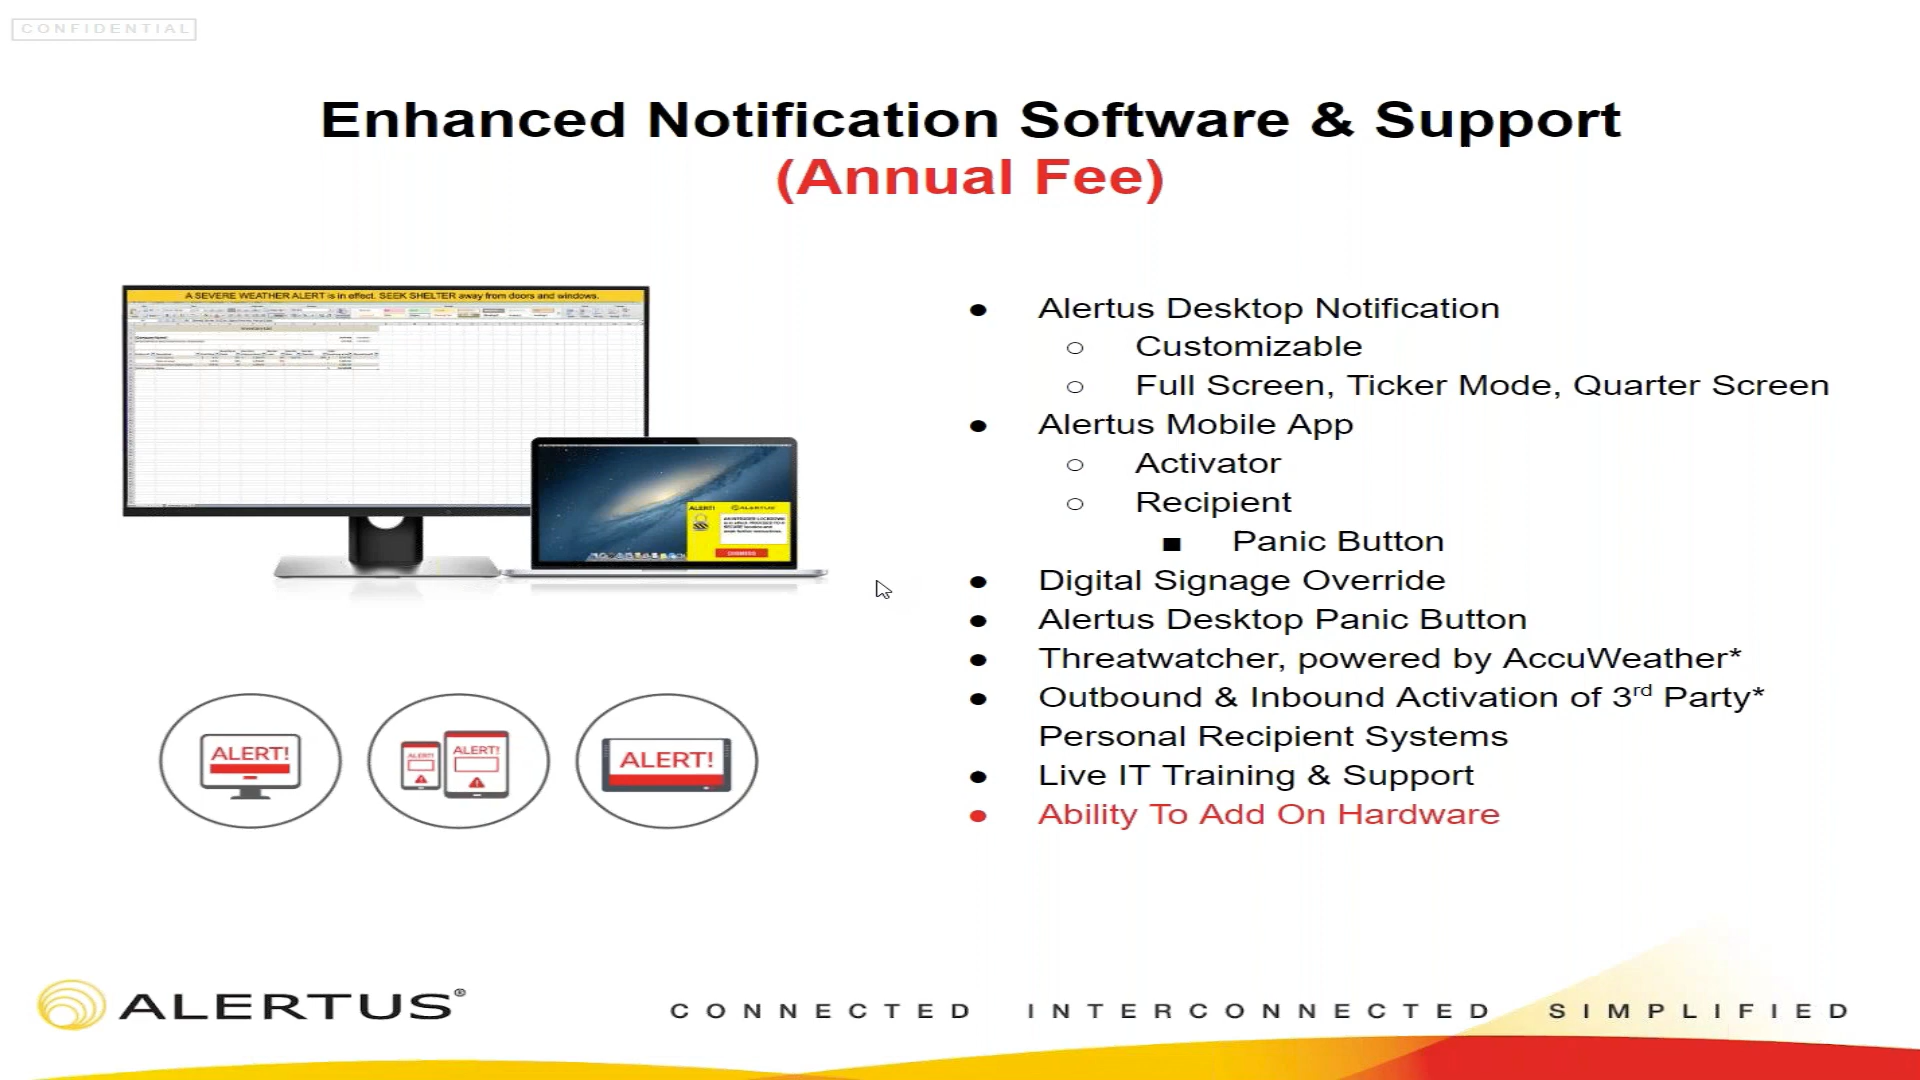 CONFIDENTIAL
Enhanced Notification Software & Support
(Annual Fee)
A SEVERE WEATHER ALERT is in effect. SEEK SHELTER away from doors and windows.
● Alertus Desktop Notification
○ Customizable
○ Full Screen, Ticker Mode, Quarter Screen
● Alertus Mobile App
○ Activator
○ Recipient
■ Panic Button
● Digital Signage Override
● Alertus Desktop Panic Button
● Threatwatcher, powered by AccuWeather*
● Outbound & Inbound Activation of 3rd Party*
Personal Recipient Systems
● Live IT Training & Support
● Ability To Add On Hardware
ALERT! ALERTUS
ALERT!
ALERT! ALERT!
ALERT!
ALERTUS®
CONNECTED INTERCONNECTED SIMPLIFIED